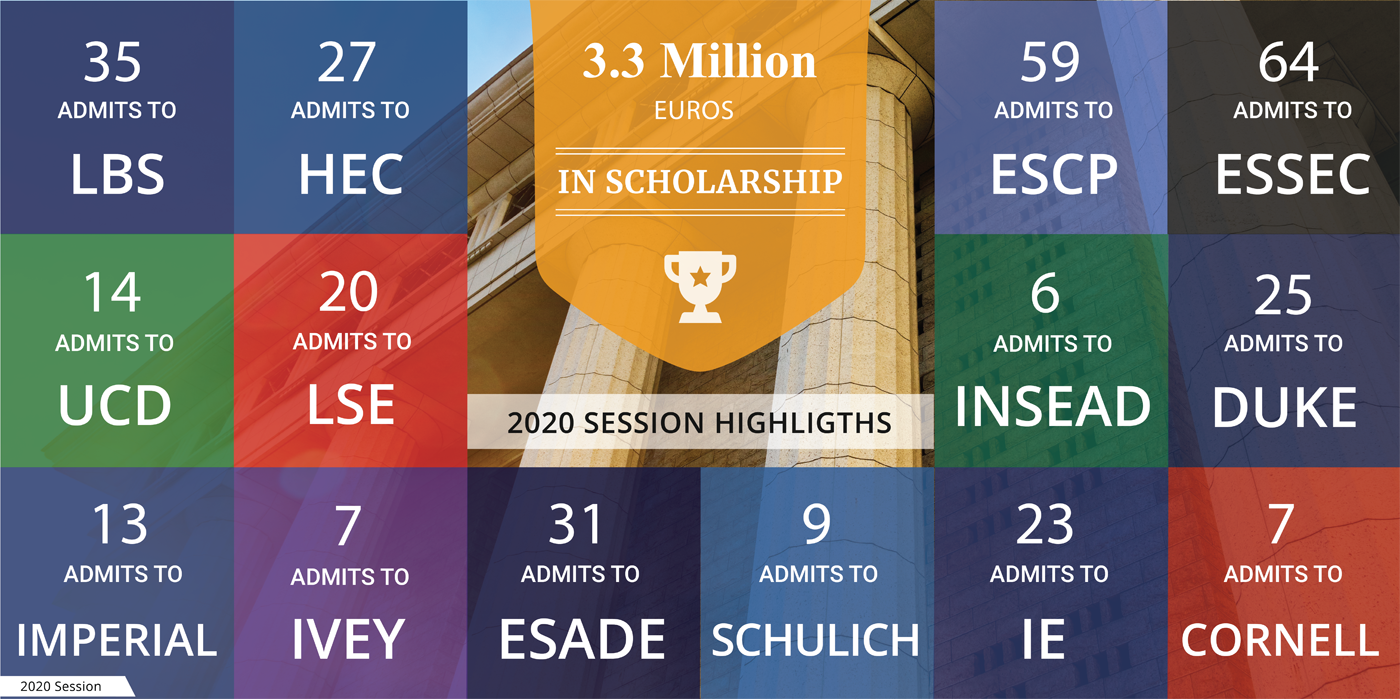 35
ADMITS TO
LBS
27
ADMITS TO
HEC
3.3 Million
EUROS
IN SCHOLARSHIP
59
ADMITS TO
ESCP
64
ADMITS TO
ESSEC
14
ADMITS TO
UCD
20
ADMITS TO
LSE
2020 SESSION HIGHLIGTHS
6
ADMITS TO
INSEAD
25
ADMITS TO
DUKE
13
ADMITS TO
IMPERIAL
7
ADMITS TO
IVEY
31
ADMITS TO
ESADE
9
ADMITS TO
SCHULICH
23
ADMITS TO
IE
7
ADMITS TO
CORNELL
2020 Session